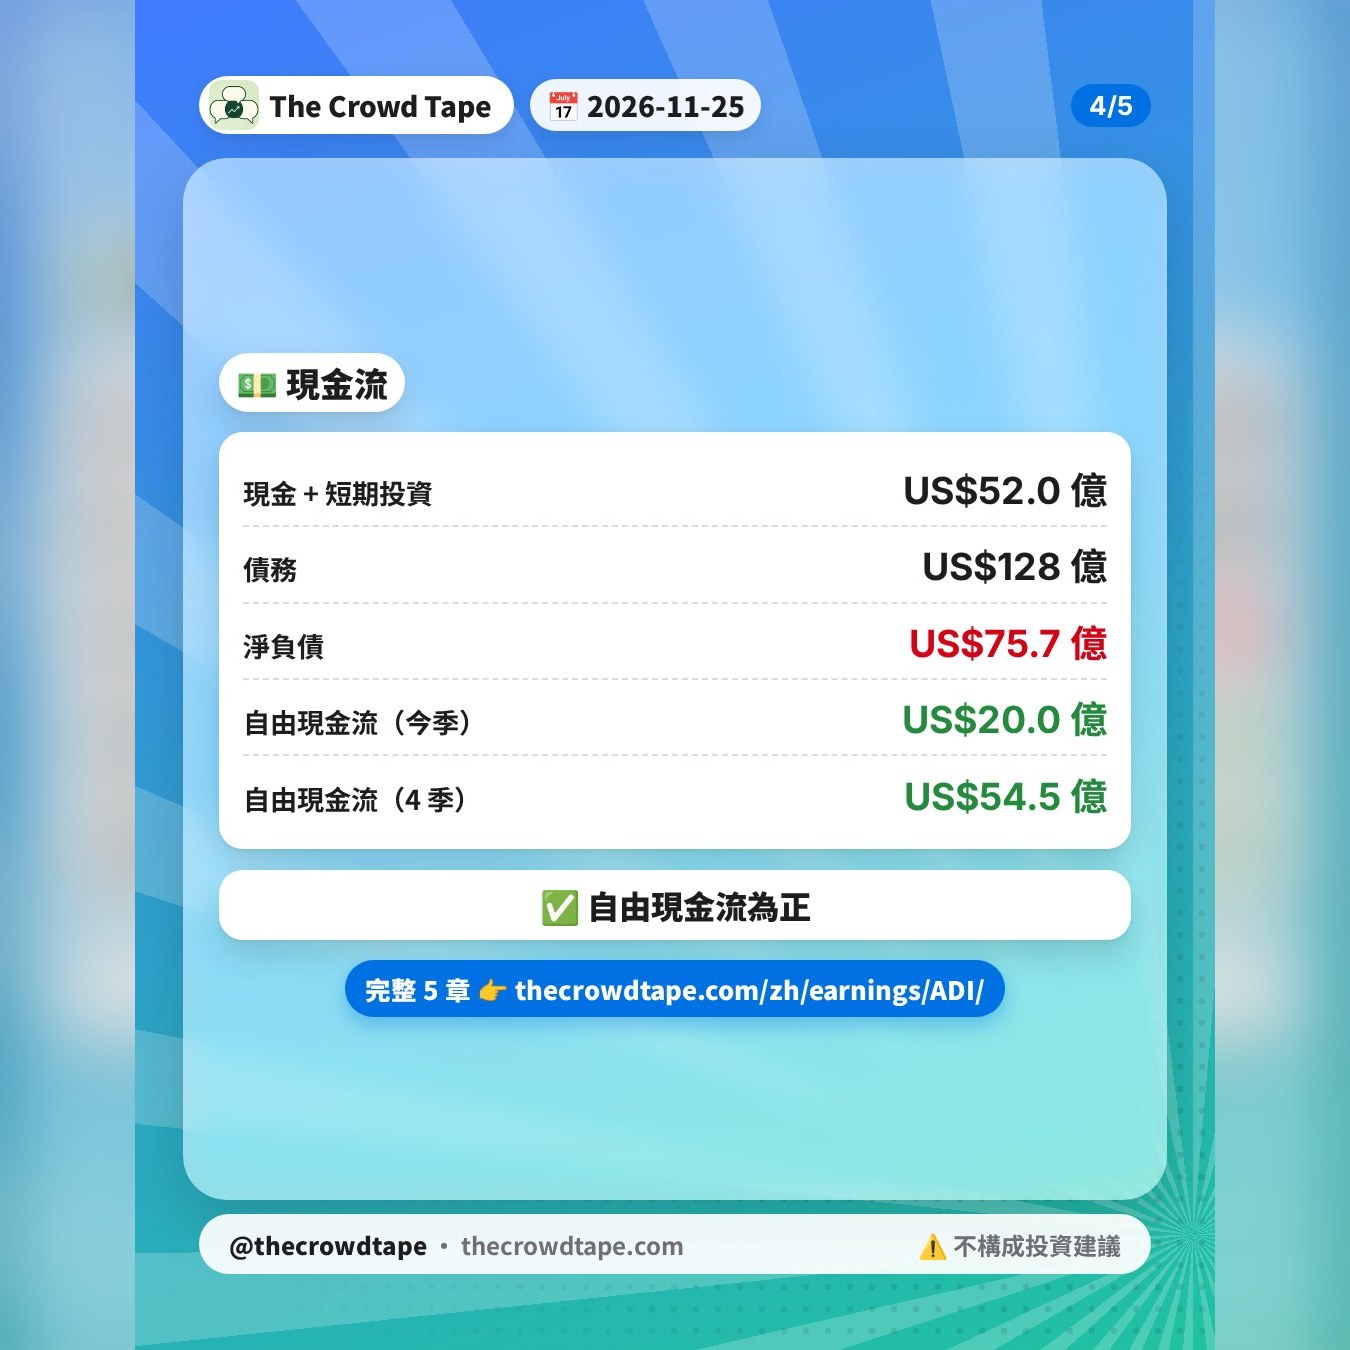 The Crowd Tape
2026-11-25
4/5
現金流
現金 + 短期投資 US$52.0 億
債務 US$128 億
淨負債 US$75.7 億
自由現金流（今季） US$20.0 億
自由現金流（4 季） US$54.5 億
✅ 自由現金流為正
完整 5 章 👉 thecrowdtape.com/zh/earnings/ADI/
@thecrowdtape • thecrowdtape.com
⚠️ 不構成投資建議